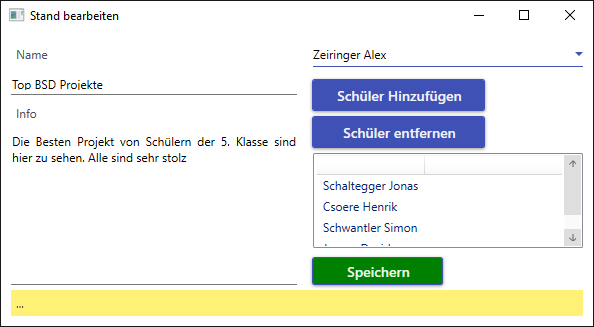 Stand bearbeiten
Name
Top BSD Projekte
Info
Die Besten Projekt von Schülern der 5. Klasse sind
hier zu sehen. Alle sind sehr stolz
Zeiringer Alex
Schüler Hinzufügen
Schüler entfernen
Schaltegger Jonas
Csoere Henrik
Schwantler Simon
Speichern
...